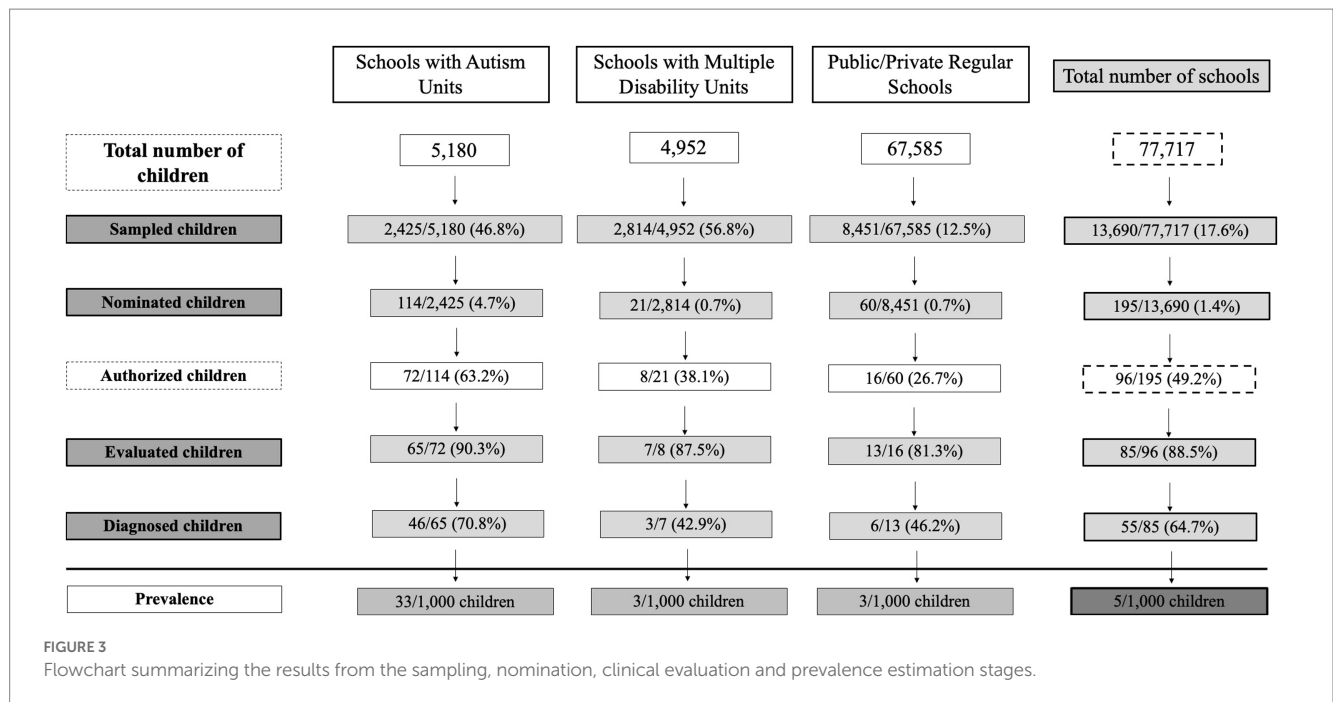 Schools with Autism
Units
Schools with Multiple
Disability Units
Public/Private Regular
Schools
Total number of schools
Total number of
children
5,180
4,952
67,585
77,717
Sampled children
2,425/5,180 (46.8%)
2,814/4,952 (56.8%)
8,451/67,585 (12.5%)
13,690/77,717 (17.6%)
Nominated children
114/2,425 (4.7%)
21/2,814 (0.7%)
60/8,451 (0.7%)
195/13,690 (1.4%)
Authorized children
72/114 (63.2%)
8/21 (38.1%)
16/60 (26.7%)
96/195 (49.2%)
Evaluated children
65/72 (90.3%)
7/8 (87.5%)
13/16 (81.3%)
85/96 (88.5%)
Diagnosed children
46/65 (70.8%)
3/7 (42.9%)
6/13 (46.2%)
55/85 (64.7%)
Prevalence
33/1,000 children
3/1,000 children
3/1,000 children
5/1,000 children
FIGURE 3
Flowchart summarizing the results from the sampling, nomination, clinical evaluation and prevalence estimation stages.